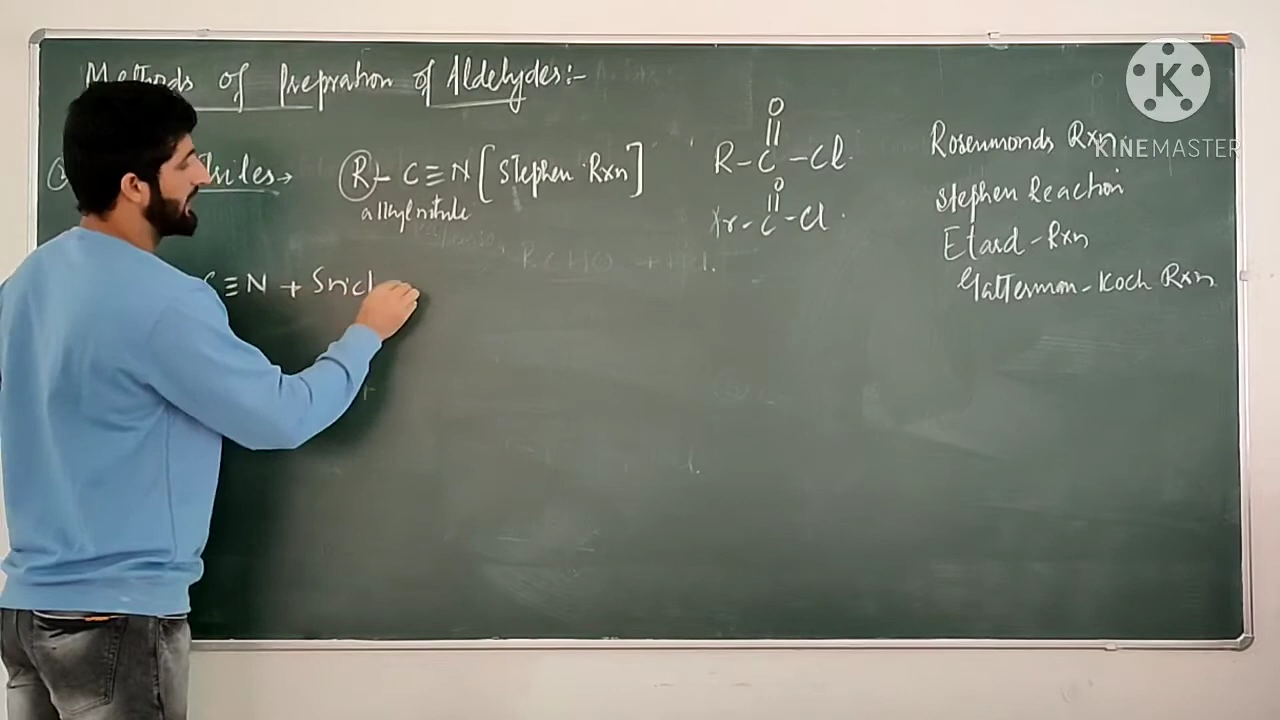 Methods of Prepration of Aldehydes:-
R-C≡N [Stephen Rxn]
alkyl nitrile
C≡N + Sncl
O
R-C-Cl
O
Ar-C-Cl
Rosenmonds Rxn
Stephen Reaction
Etard-Rxn
Gattermon-Koch Rxn
K
KINEMASTER